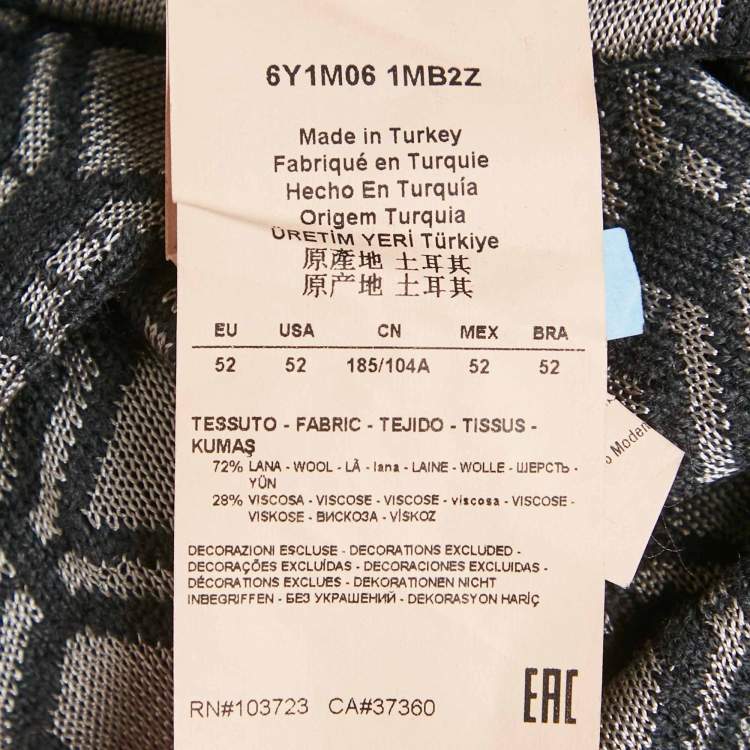 6Y1M06 1MB2Z
Made in Turkey
Fabriqué en Turquie
Hecho En Turquía
Origem Turquia
ÜRETİM YERİ Türkiye
原產地 土耳其
原产地 土耳其
EU USA CN MEX BRA
52 52 185/104A 52 52
TESSUTO - FABRIC - TEJIDO - TISSUS -
KUMAŞ
72% LANA - WOOL - LÃ - lana - LAINE - WOLLE - ШЕРСТЬ -
YÜN
28% VISCOSA - VISCOSE - VISCOSE - viscosa - VISCOSE -
VISKOSE - ВИСКОЗА - VİSKOZ
DECORAZIONI ESCLUSE - DECORATIONS EXCLUDED -
DECORAÇÕES EXCLUÍDAS - DECORACIONES EXCLUIDAS -
DÉCORATIONS EXCLUES - DEKORATIONEN NICHT
INBEGRIFFEN - БЕЗ УКРАШЕНИЙ - DEKORASYON HARİÇ
RN#103723 CA#37360
EAC